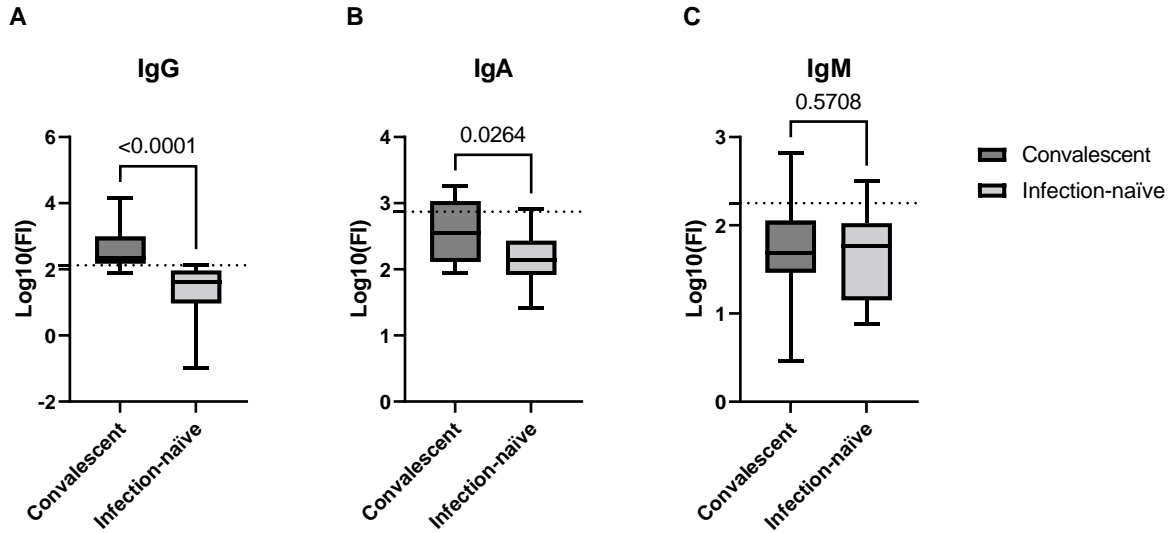 A
IgG
<0.0001
Log10(FI)
6
4
2
0
-2
Convalescent
Infection-naïve
B
IgA
0.0264
Log10(FI)
4
3
2
1
0
Convalescent
Infection-naïve
C
IgM
0.5708
Log10(FI)
3
2
1
0
Convalescent
Infection-naïve
Convalescent
Infection-naïve